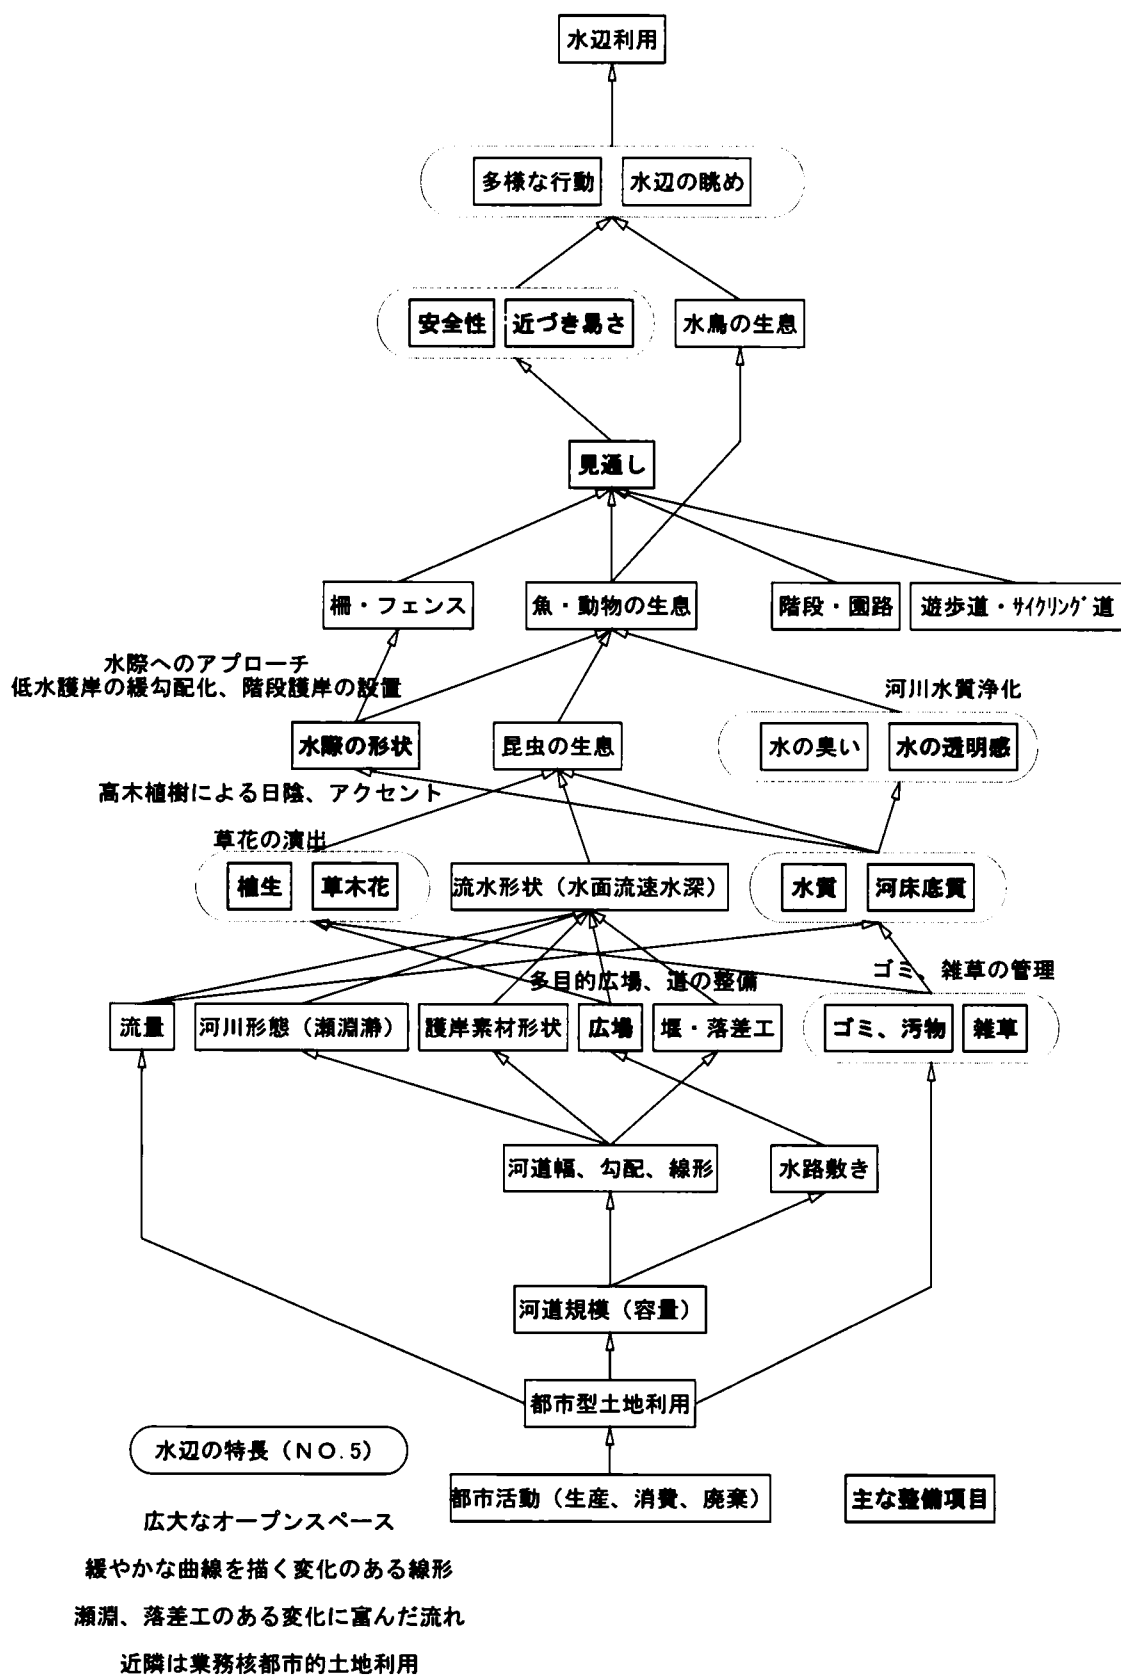 水辺利用
多様な行動
水辺の眺め
安全性
近づき易さ
水鳥の生息
見通し
柵・フェンス
魚・動物の生息
階段・園路
遊歩道・サイクリング道
水際へのアプローチ
低水護岸の緩勾配化、階段護岸の設置
河川水質浄化
水際の形状
昆虫の生息
水の臭い
水の透明感
高木植樹による日陰、アクセント
草花の演出
植生
草木花
流水形状（水面流速水深）
水質
河床底質
多目的広場、道の整備
ゴミ、雑草の管理
流量
河川形態（瀬淵瀞）
護岸素材形状
広場
堰・落差工
ゴミ、汚物
雑草
河道幅、勾配、線形
水路敷き
河道規模（容量）
都市型土地利用
水辺の特長（NO.5）
都市活動（生産、消費、廃棄）
主な整備項目
広大なオープンスペース
緩やかな曲線を描く変化のある線形
瀬淵、落差工のある変化に富んだ流れ
近隣は業務核都市的土地利用